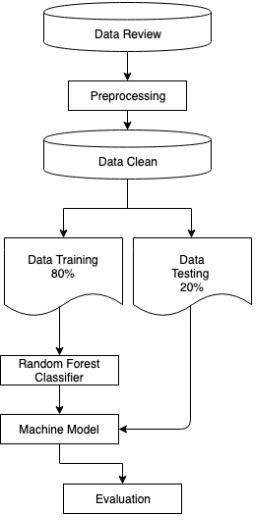 Data Review
Preprocessing
Data Clean
Data Training
80%
Data
Testing
20%
Random Forest
Classifier
Machine Model
Evaluation